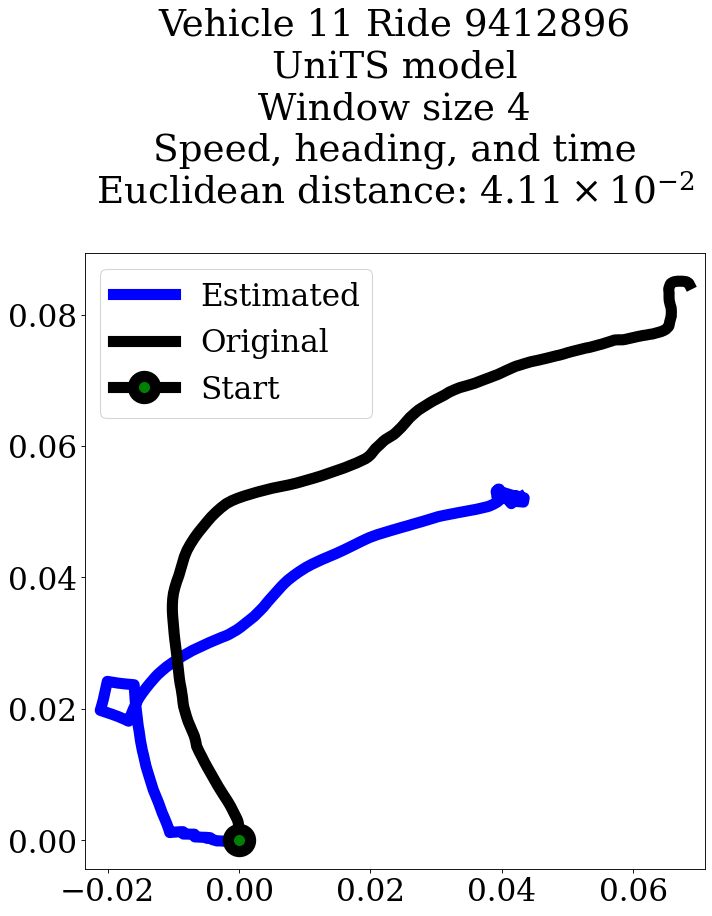 Vehicle 11 Ride 9412896
UniTS model
Window size 4
Speed, heading, and time
Euclidean distance: 4.11 × 10⁻²
Estimated
Original
Start
0.08
0.06
0.04
0.02
0.00
−0.02 0.00 0.02 0.04 0.06